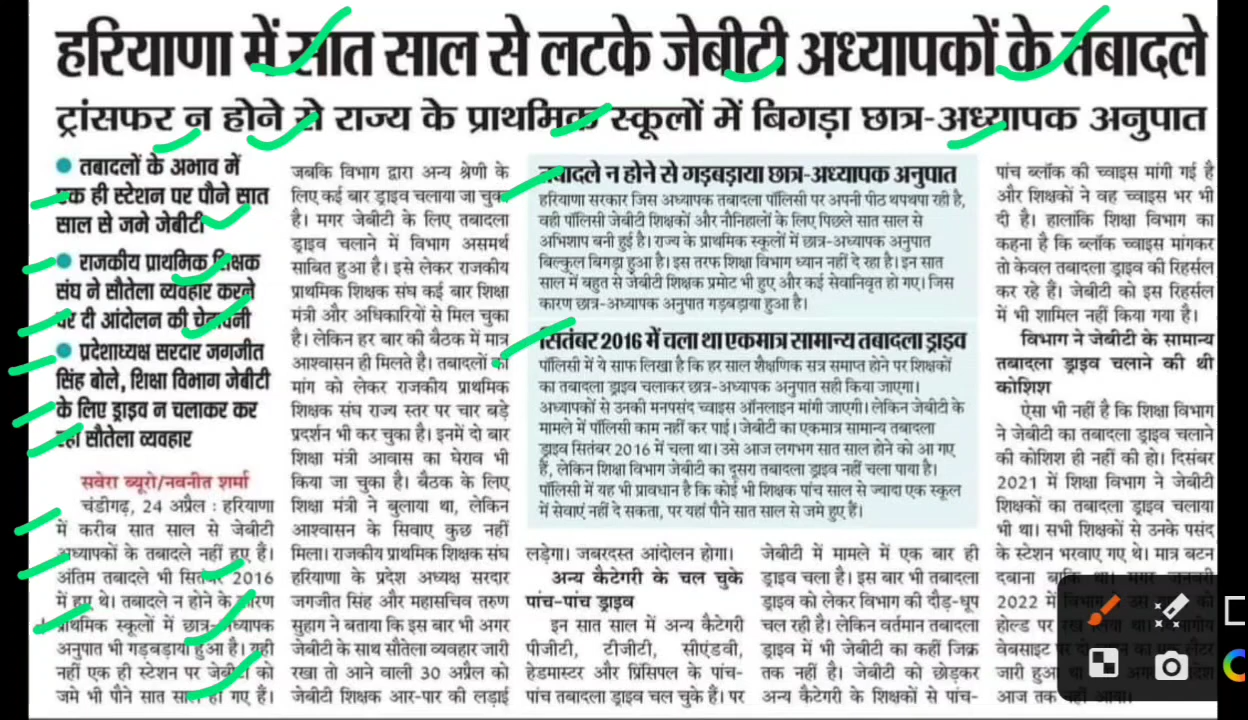 हरियाणा में सात साल से लटके जेबीटी अध्यापकों के तबादले
ट्रांसफर न होने से राज्य के प्राथमिक स्कूलों में बिगड़ा छात्र-अध्यापक अनुपात
तबादलों के अभाव में
एक ही स्टेशन पर पौने सात
साल से जमे जेबीटी
राजकीय प्राथमिक शिक्षक
संघ ने सौतेला व्यवहार करने
पर दी आंदोलन की चेतावनी
प्रदेशाध्यक्ष सरदार जगजीत
सिंह बोले, शिक्षा विभाग जेबीटी
के लिए ड्राइव न चलाकर कर
रहा सौतेला व्यवहार
सवेरा ब्यूरो/नवनीत शर्मा
चंडीगढ़, 24 अप्रैल : हरियाणा
में करीब सात साल से जेबीटी
अध्यापकों के तबादले नहीं हुए हैं।
अंतिम तबादले भी सितंबर 2016
में हुए थे। तबादले न होने के कारण
प्राथमिक स्कूलों में छात्र-अध्यापक
अनुपात भी गड़बड़ाया हुआ है। यही
नहीं एक ही स्टेशन पर जेबीटी को
जमे भी पौने सात साल हो गए हैं।
जबकि विभाग द्वारा अन्य श्रेणी के
लिए कई बार ड्राइव चलाया जा चुका
है। मगर जेबीटी के लिए तबादला
ड्राइव चलाने में विभाग असमर्थ
साबित हुआ है। इसे लेकर राजकीय
प्राथमिक शिक्षक संघ कई बार शिक्षा
मंत्री और अधिकारियों से मिल चुका
है। लेकिन हर बार की बैठक में मात्र
आश्वासन ही मिलते है। तबादलों की
मांग को लेकर राजकीय प्राथमिक
शिक्षक संघ राज्य स्तर पर चार बड़े
प्रदर्शन भी कर चुका है। इनमें दो बार
शिक्षा मंत्री आवास का घेराव भी
किया जा चुका है। बैठक के लिए
शिक्षा मंत्री ने बुलाया था, लेकिन
आश्वासन के सिवाए कुछ नहीं
मिला। राजकीय प्राथमिक शिक्षक संघ
हरियाणा के प्रदेश अध्यक्ष सरदार
जगजीत सिंह और महासचिव तरुण
सुहाग ने बताया कि इस बार भी अगर
जेबीटी के साथ सौतेला व्यवहार जारी
रखा तो आने वाली 30 अप्रैल को
जेबीटी शिक्षक आर-पार की लड़ाई
तबादले न होने से गड़बड़ाया छात्र-अध्यापक अनुपात
हरियाणा सरकार जिस अध्यापक तबादला पॉलिसी पर अपनी पीठ थपथपा रही है,
वही पॉलिसी जेबीटी शिक्षकों और नौनिहालों के लिए पिछले सात साल से
अभिशाप बनी हुई है। राज्य के प्राथमिक स्कूलों में छात्र-अध्यापक अनुपात
बिल्कुल बिगड़ा हुआ है। इस तरफ शिक्षा विभाग ध्यान नहीं दे रहा है। इन सात
साल में बहुत से जेबीटी शिक्षक प्रमोट भी हुए और कई सेवानिवृत हो गए। जिस
कारण छात्र-अध्यापक अनुपात गड़बड़ाया हुआ है।
सितंबर 2016 में चला था एकमात्र सामान्य तबादला ड्राइव
पॉलिसी में ये साफ लिखा है कि हर साल शैक्षणिक सत्र समाप्त होने पर शिक्षकों
का तबादला ड्राइव चलाकर छत्र-अध्यापक अनुपात सही किया जाएगा।
अध्यापकों से उनकी मनपसंद च्वाइस ऑनलाइन मांगी जाएगी। लेकिन जेबीटी के
मामले में पॉलिसी काम नहीं कर पाई। जेबीटी का एकमात्र सामान्य तबादला
ड्राइव सितंबर 2016 में चला था। उसे आज लगभग सात साल होने को आ गए
हैं, लेकिन शिक्षा विभाग जेबीटी का दूसरा तबादला ड्राइव नहीं चला पाया है।
पॉलिसी में यह भी प्रावधान है कि कोई भी शिक्षक पांच साल से ज्यादा एक स्कूल
में सेवाएं नहीं दे सकता, पर यहां पौने सात साल से जमे हुए हैं।
लड़ेगा। जबरदस्त आंदोलन होगा।
अन्य कैटेगरी के चल चुके
पांच-पांच ड्राइव
इन सात साल में अन्य कैटेगरी
पीजीटी, टीजीटी, सीएंडवी,
हेडमास्टर और प्रिंसिपल के पांच-
पांच तबादला ड्राइव चल चुके हैं। पर
जेबीटी में मामले में एक बार ही
ड्राइव चला है। इस बार भी तबादला
ड्राइव को लेकर विभाग की दौड़-धूप
चल रही है। लेकिन वर्तमान तबादला
ड्राइव में भी जेबीटी का कहीं जिक्र
तक नहीं है। जेबीटी को छोड़कर
अन्य कैटेगरी के शिक्षकों से पांच-
पांच ब्लॉक की च्वाइस मांगी गई है
और शिक्षकों ने वह च्वाइस भर भी
दी है। हालांकि शिक्षा विभाग का
कहना है कि ब्लॉक च्वाइस मांगकर
तो केवल तबादला ड्राइव की रिहर्सल
कर रहे हैं। जेबीटी को इस रिहर्सल
में भी शामिल नहीं किया गया है।
विभाग ने जेबीटी के सामान्य
तबादला ड्राइव चलाने की थी
कोशिश
ऐसा भी नहीं है कि शिक्षा विभाग
ने जेबीटी का तबादला ड्राइव चलाने
की कोशिश ही नहीं की हो। दिसंबर
2021 में शिक्षा विभाग ने जेबीटी
शिक्षकों का तबादला ड्राइव चलाया
भी था। सभी शिक्षकों से उनके पसंद
के स्टेशन भरवाए गए थे। मात्र बटन
दबाना बाकि था। मगर जनवरी
2022 में विभाग ने
होल्ड पर रख
वेबसाइट पर
जारी हुआ
आज तक नहीं आया।